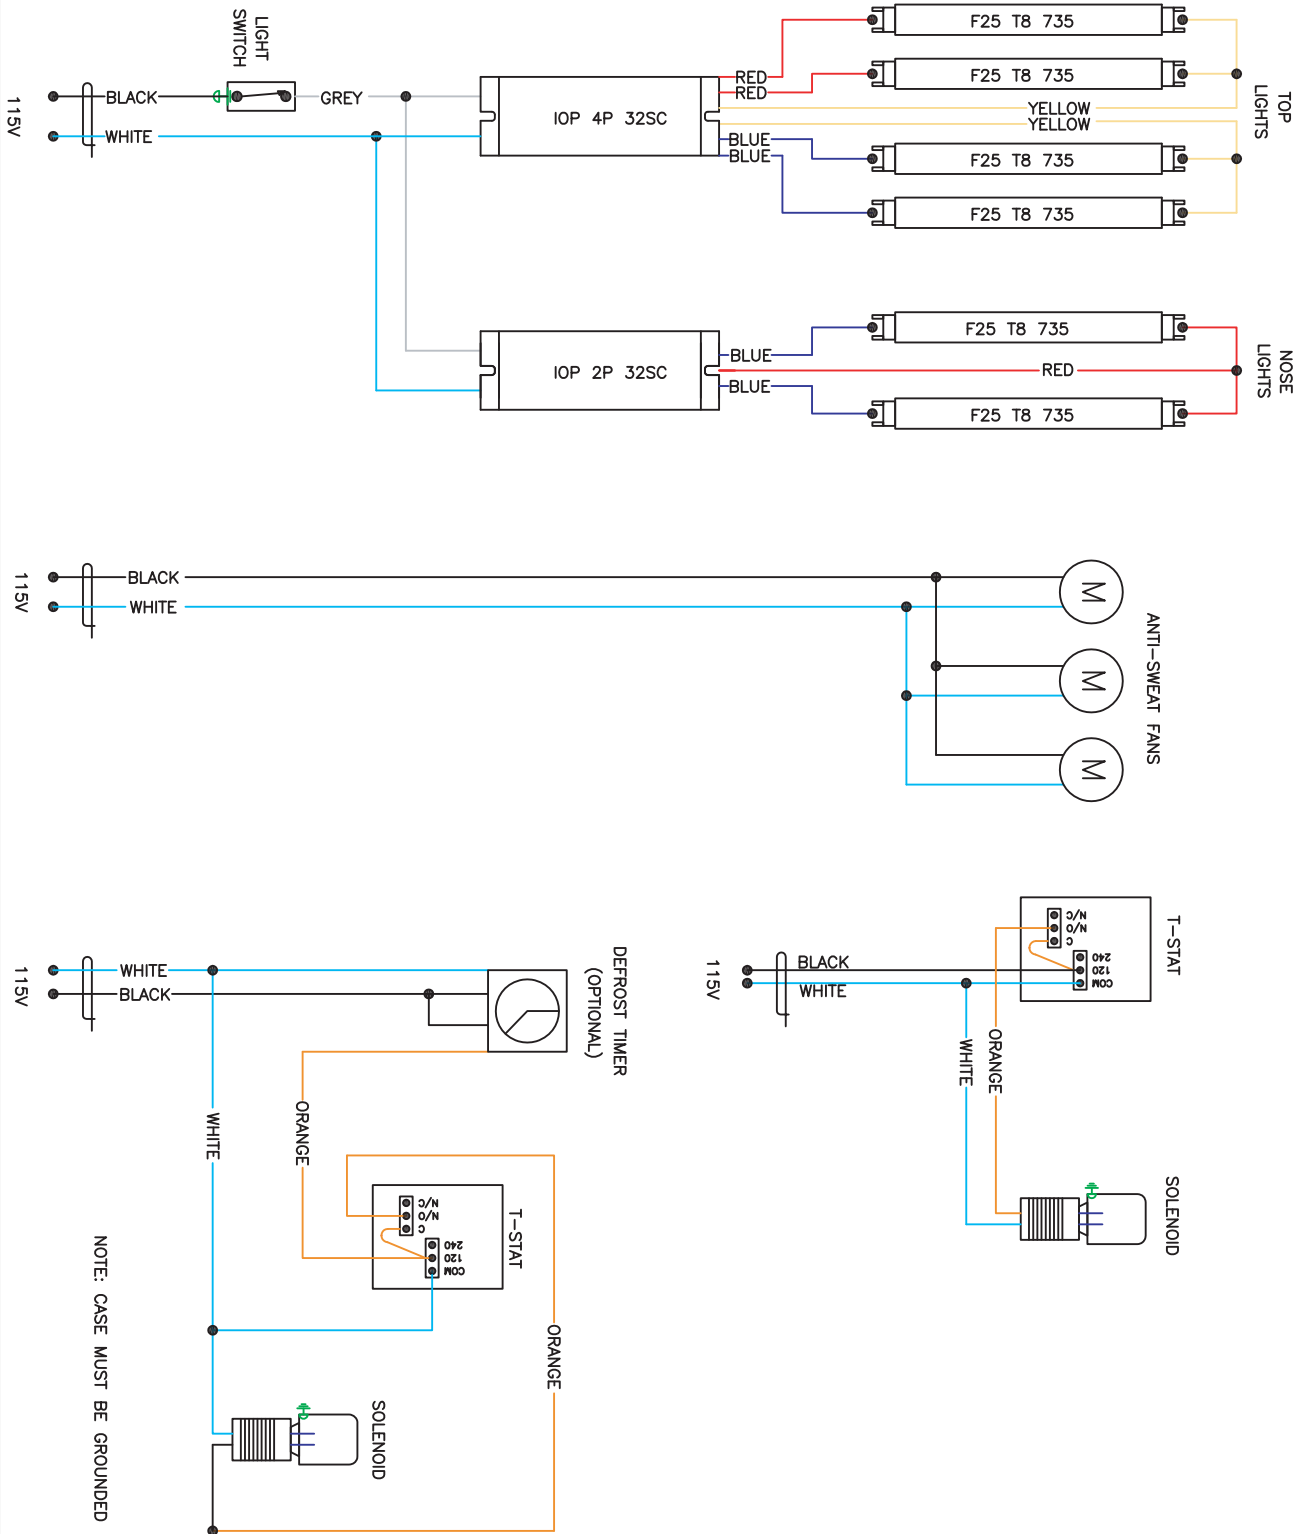 F25 T8 735
F25 T8 735
TOP
LIGHTS
LIGHT
SWITCH
RED
RED
BLACK
GREY
YELLOW
YELLOW
IOP 4P 32SC
115V
WHITE
BLUE
BLUE
F25 T8 735
F25 T8 735
F25 T8 735
NOSE
LIGHTS
BLUE
IOP 2P 32SC
RED
BLUE
F25 T8 735
115V
BLACK
WHITE
M
M
M
ANTI-SWEAT FANS
T-STAT
N/C
N/O
C
240
120
COM
115V
BLACK
WHITE
ORANGE
WHITE
SOLENOID
115V
WHITE
BLACK
DEFROST TIMER
(OPTIONAL)
WHITE
ORANGE
T-STAT
N/C
N/O
C
240
120
COM
ORANGE
SOLENOID
NOTE: CASE MUST BE GROUNDED